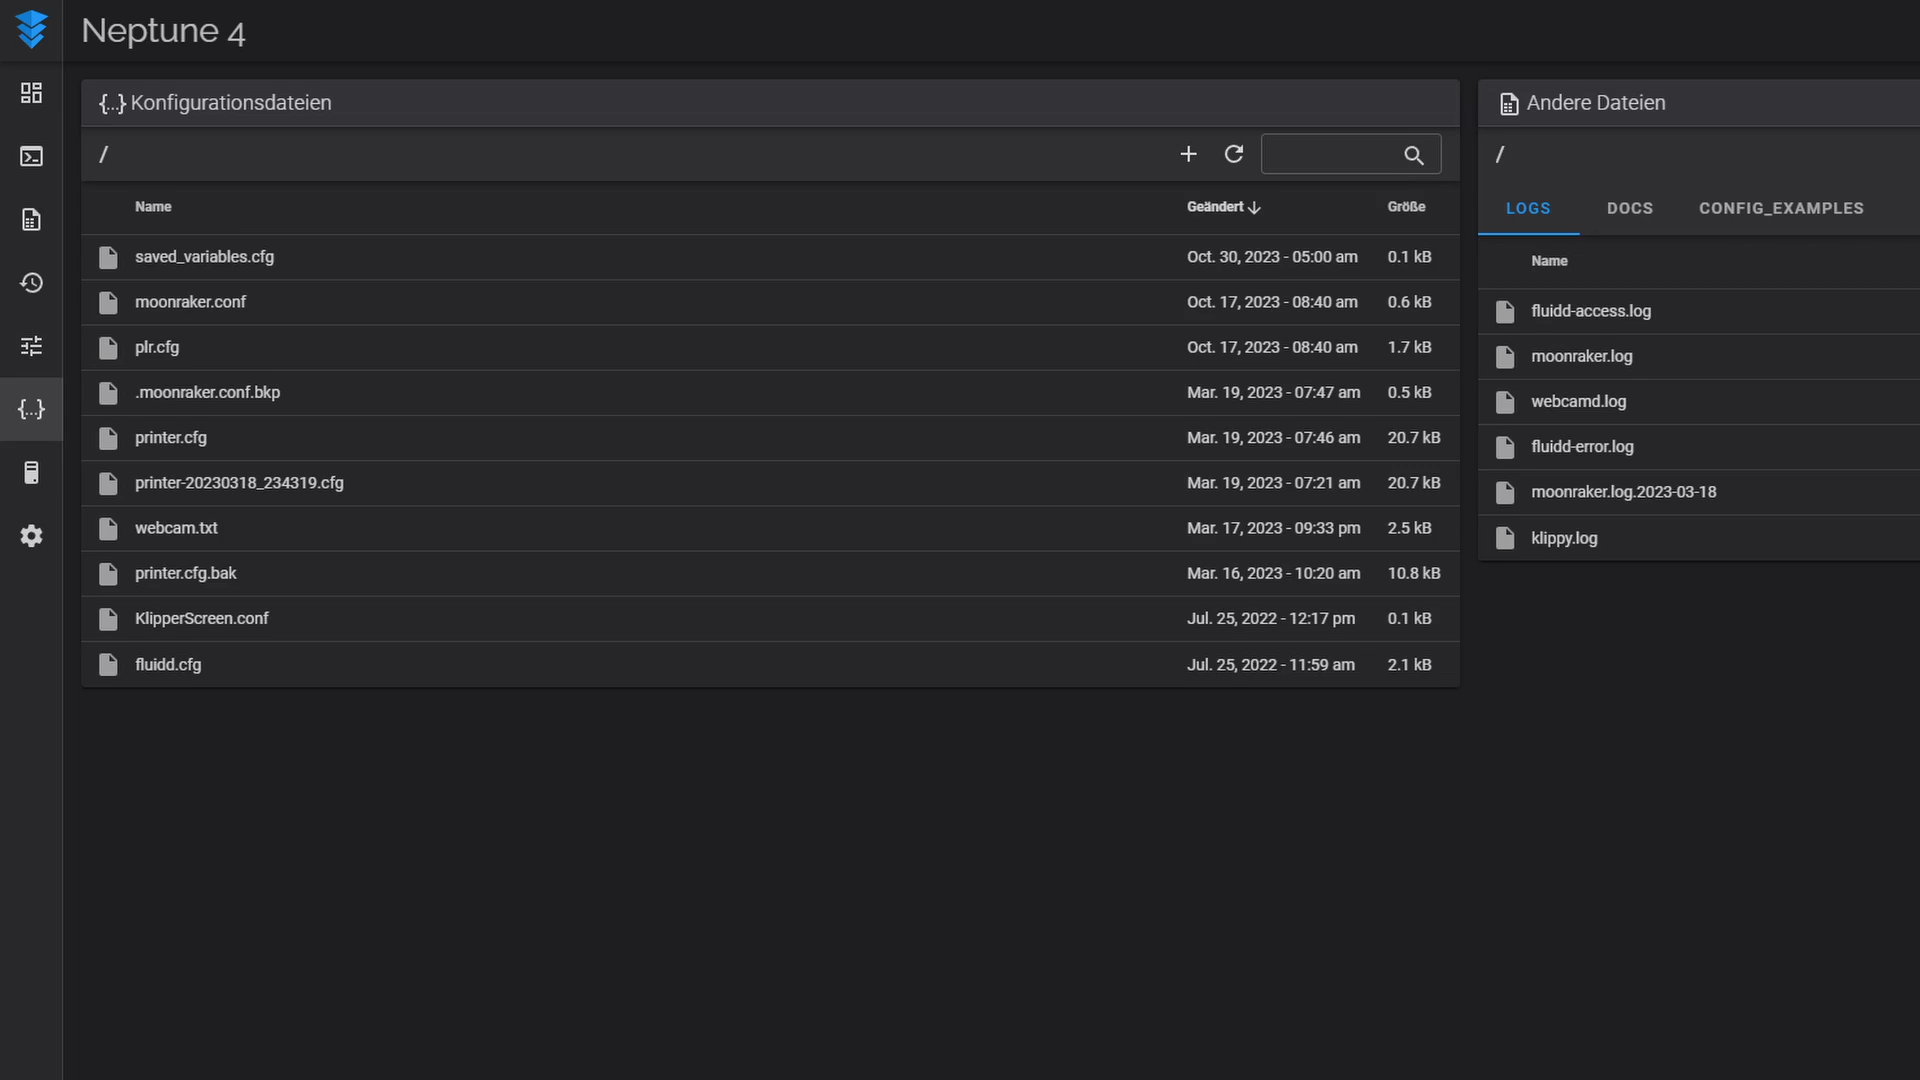 Neptune 4
{...} Konfigurationsdateien
/
Name Geändert Größe
saved_variables.cfg Oct. 30, 2023 - 05:00 am 0.1 kB
moonraker.conf Oct. 17, 2023 - 08:40 am 0.6 kB
plr.cfg Oct. 17, 2023 - 08:40 am 1.7 kB
.moonraker.conf.bkp Mar. 19, 2023 - 07:47 am 0.5 kB
printer.cfg Mar. 19, 2023 - 07:46 am 20.7 kB
printer-20230318_234319.cfg Mar. 19, 2023 - 07:21 am 20.7 kB
webcam.txt Mar. 17, 2023 - 09:33 pm 2.5 kB
printer.cfg.bak Mar. 16, 2023 - 10:20 am 10.8 kB
KlipperScreen.conf Jul. 25, 2022 - 12:17 pm 0.1 kB
fluidd.cfg Jul. 25, 2022 - 11:59 am 2.1 kB
Andere Dateien
/
LOGS DOCS CONFIG_EXAMPLES
Name
fluidd-access.log
moonraker.log
webcamd.log
fluidd-error.log
moonraker.log.2023-03-18
klippy.log